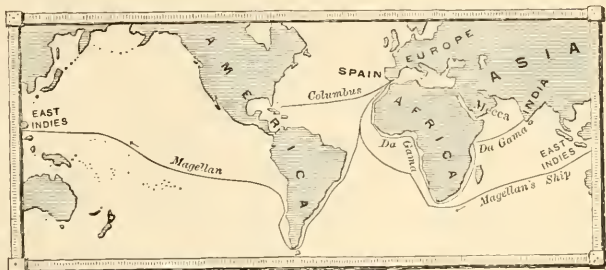 EUROPE
ASIA
AMERICA
SPAIN
Columbus
INDIA
AFRICA
Mecca
EAST
INDIES
Da Gama
Da Gama
EAST
INDIES
Magellan
Magellan's Ship